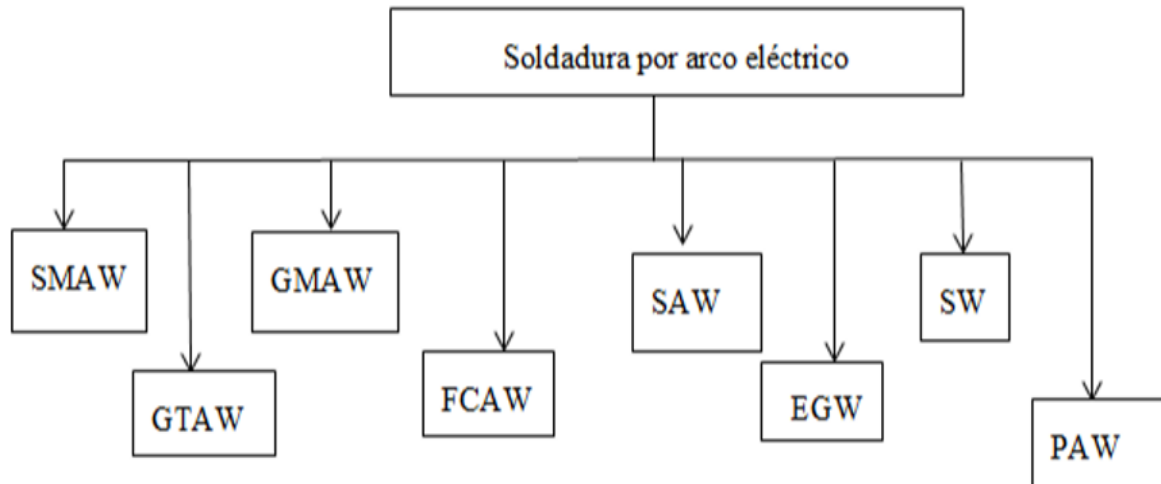 Soldadura por arco eléctrico
SMAW
GTAW
GMAW
FCAW
SAW
EGW
SW
PAW